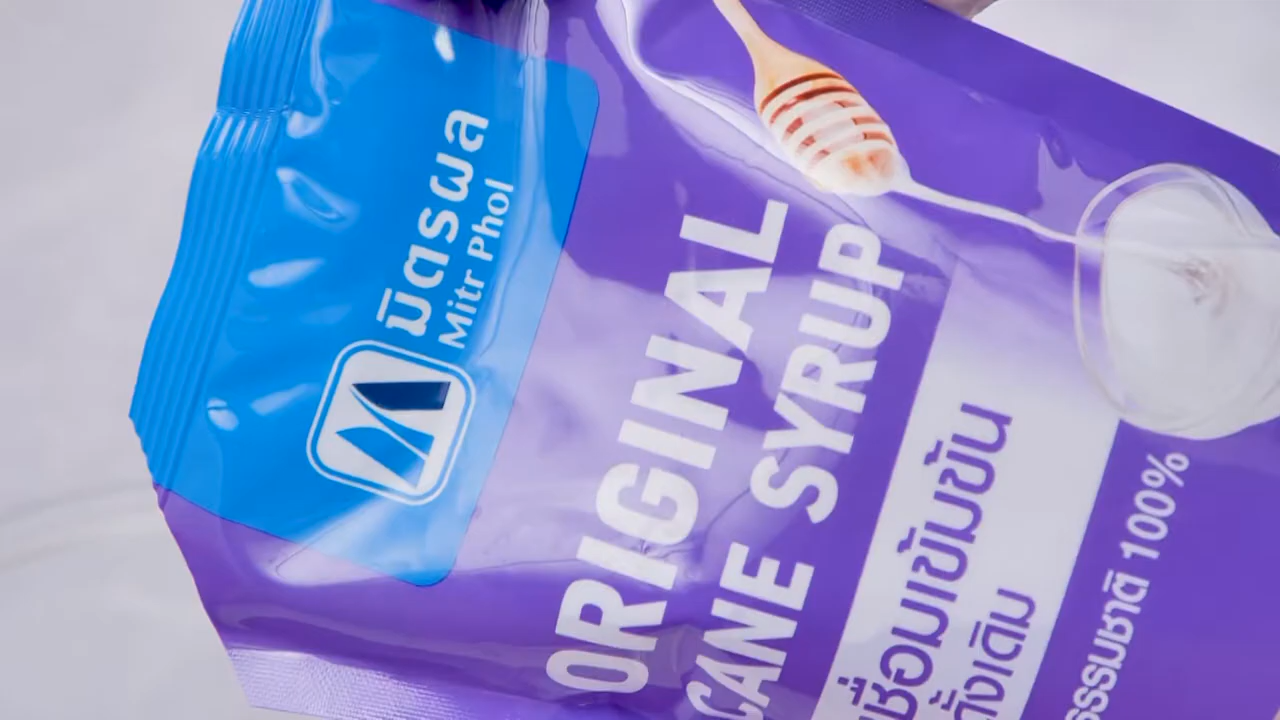 มิตรผล
Mitr Phol
ORIGINAL
CANE SYRUP
เชื่อมเข้มข้น
ดั้งเดิม
ธรรมชาติ 100%